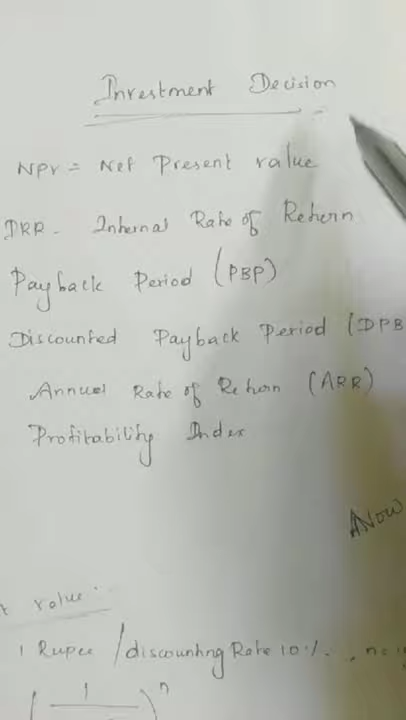 Investment Decision
NPV = Net Present value
IRR - Internal Rate of Return
Payback Period (PBP)
Discounted Payback Period (DPB
Annual Rate of Return (ARR)
Profitability Index
Now
t value
1 Rupee / discounting Rate 10%.
( 1 ) n